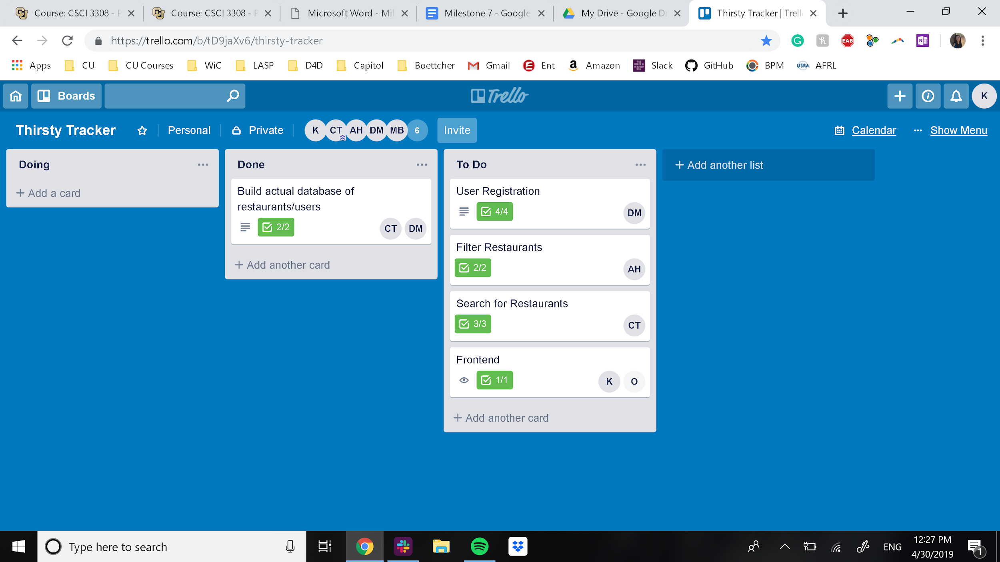 Course: CSCI 3308 - P
Course: CSCI 3308 - P
Microsoft Word - Mil
Milestone 7 - Google
My Drive - Google Dr
Thirsty Tracker | Trell
https://trello.com/b/tD9jaXv6/thirsty-tracker
G
h
EAB
N
Apps
CU
CU Courses
WiC
LASP
D4D
Capitol
Boettcher
Gmail
Ent
Amazon
Slack
GitHub
BPM
USRA
AFRL
Boards
Trello
K
Thirsty Tracker
Personal
Private
K
CT
AH
DM
MB
6
Invite
Calendar
Show Menu
Doing
+ Add a card
Done
Build actual database of
restaurants/users
2/2
CT
DM
+ Add another card
To Do
User Registration
4/4
DM
Filter Restaurants
2/2
AH
Search for Restaurants
3/3
CT
Frontend
1/1
K
O
+ Add another card
+ Add another list
Type here to search
ENG
12:27 PM
4/30/2019
1